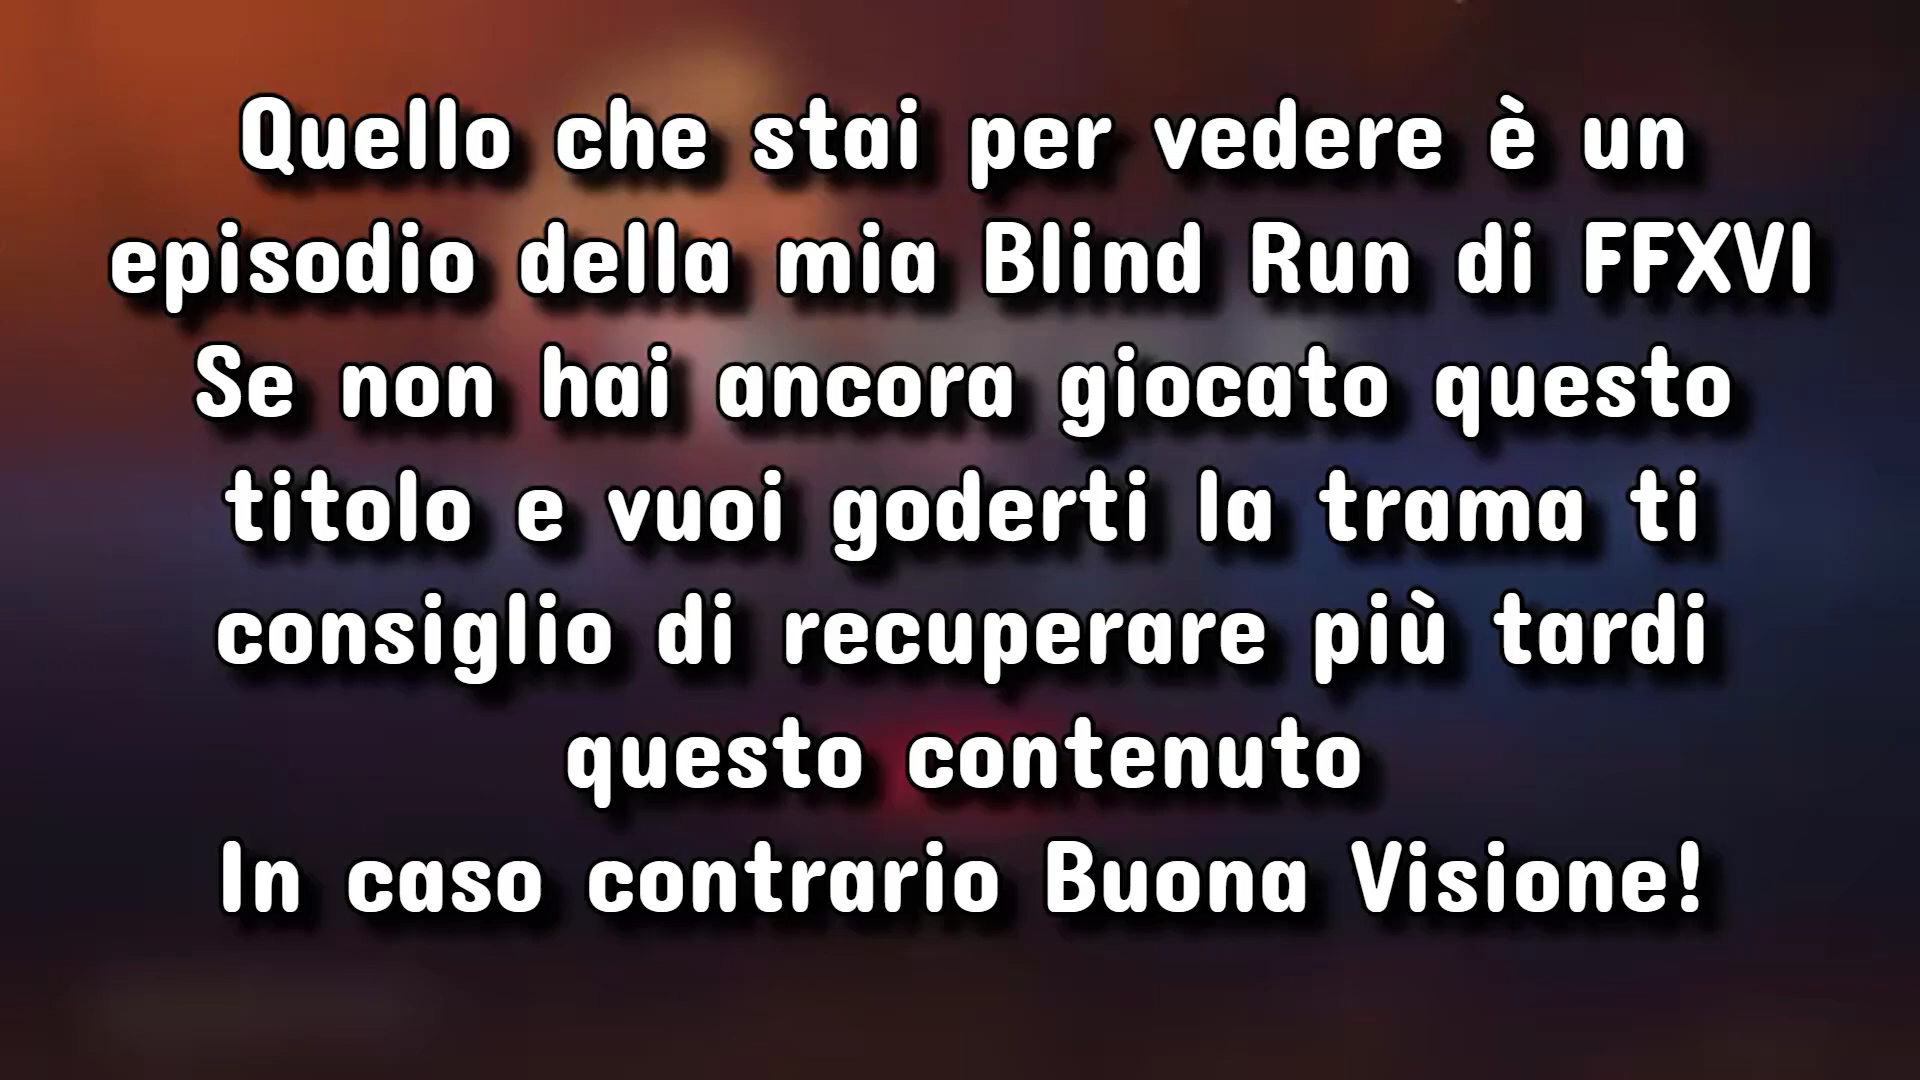 Quello che stai per vedere è un
episodio della mia Blind Run di FFXVI
Se non hai ancora giocato questo
titolo e vuoi goderti la trama ti
consiglio di recuperare più tardi
questo contenuto
In caso contrario Buona Visione!